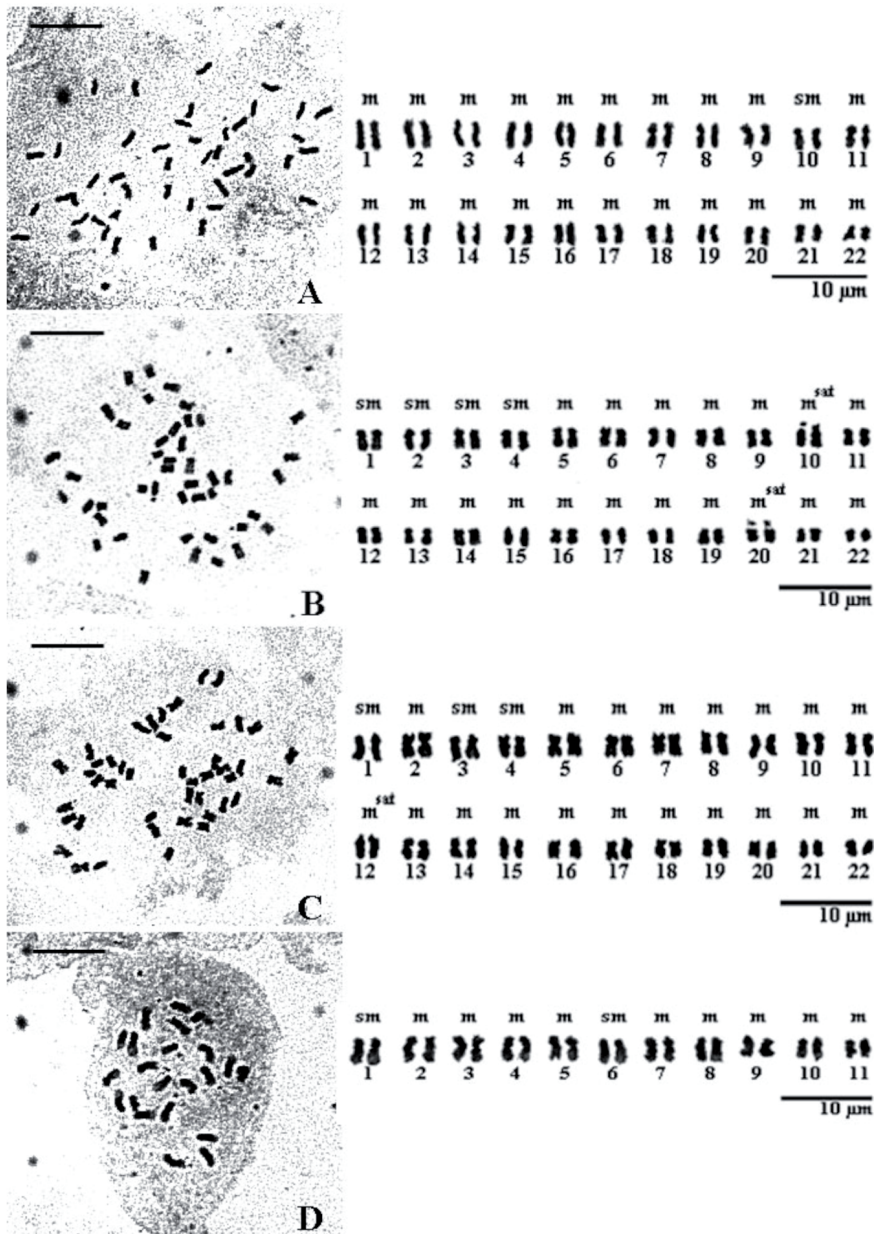 m m m m m m m m m sm m
1 2 3 4 5 6 7 8 9 10 11
m m m m m m m m m m m
12 13 14 15 16 17 18 19 20 21 22
10 µm
A
sm sm sm sm m m m m m m sat m
1 2 3 4 5 6 7 8 9 10 11
m m m m m m m m m sat m m
12 13 14 15 16 17 18 19 20 21 22
10 µm
B
sm m sm sm m m m m m m m
1 2 3 4 5 6 7 8 9 10 11
m sat m m m m m m m m m m
12 13 14 15 16 17 18 19 20 21 22
10 µm
C
sm m m m m sm m m m m m
1 2 3 4 5 6 7 8 9 10 11
10 µm
D